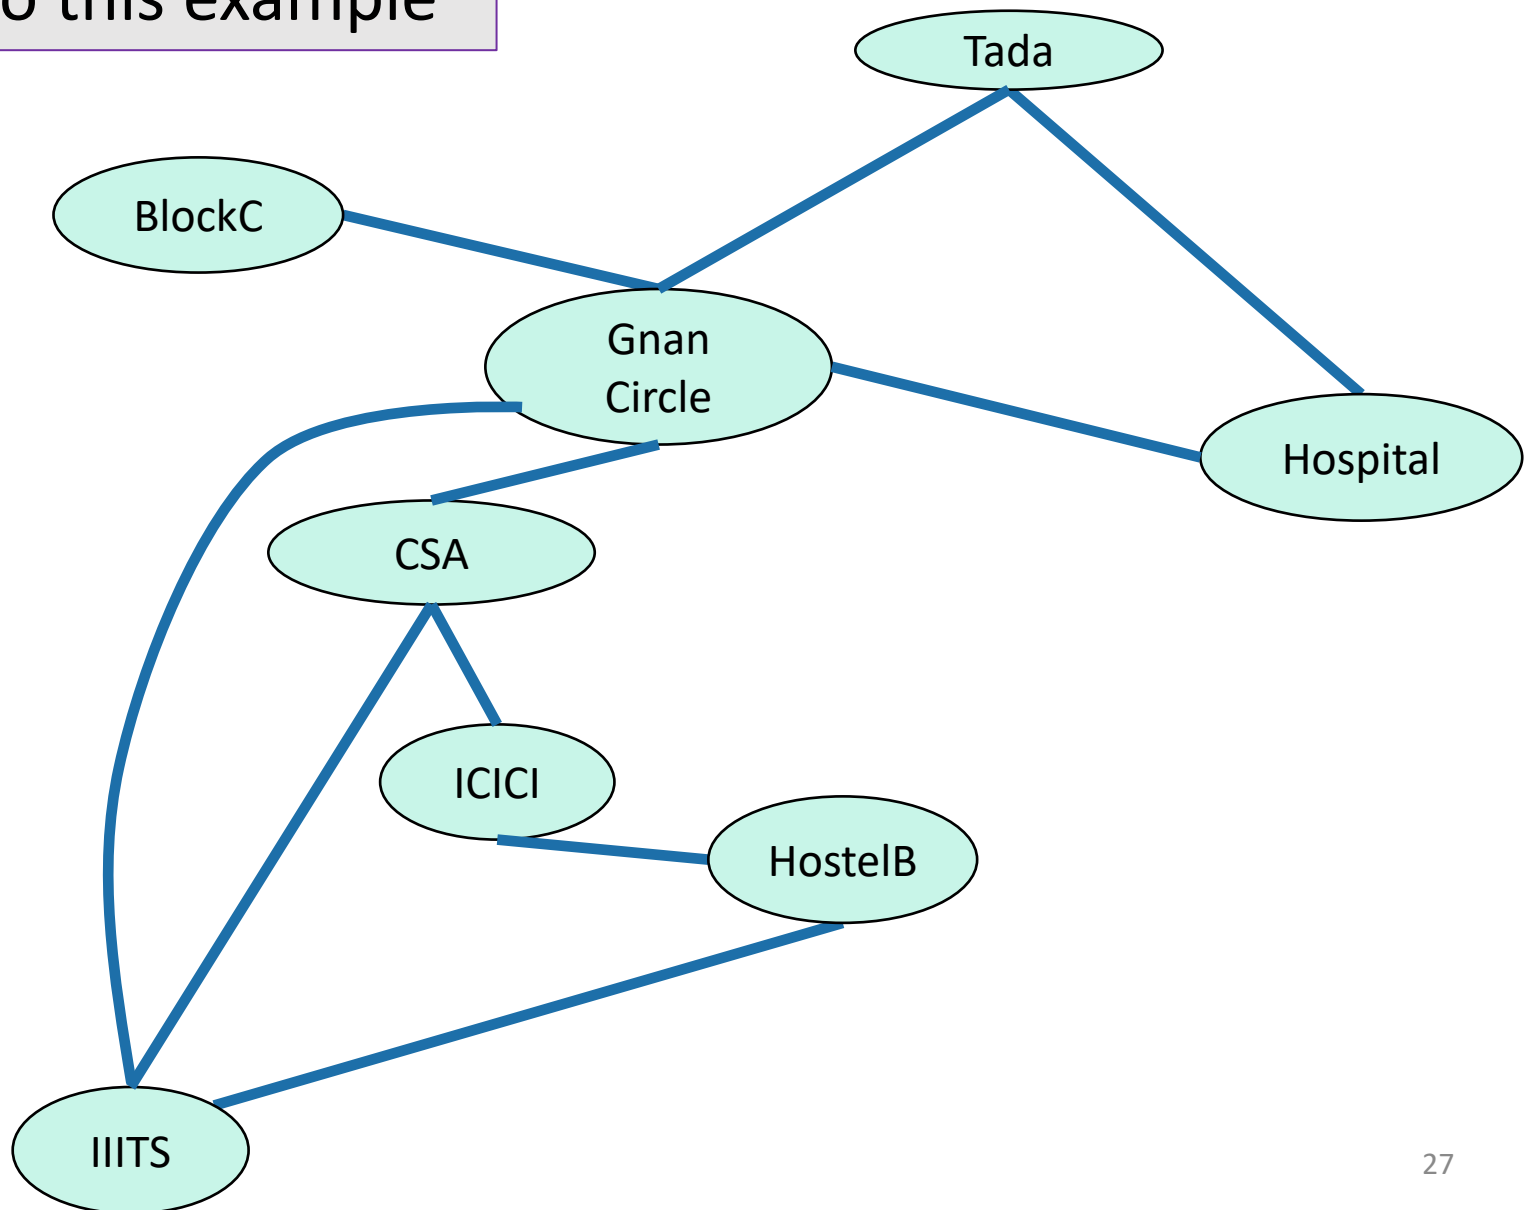 o this example
Tada
BlockC
Gnan
Circle
Hospital
CSA
ICICI
HostelB
IIITS
27